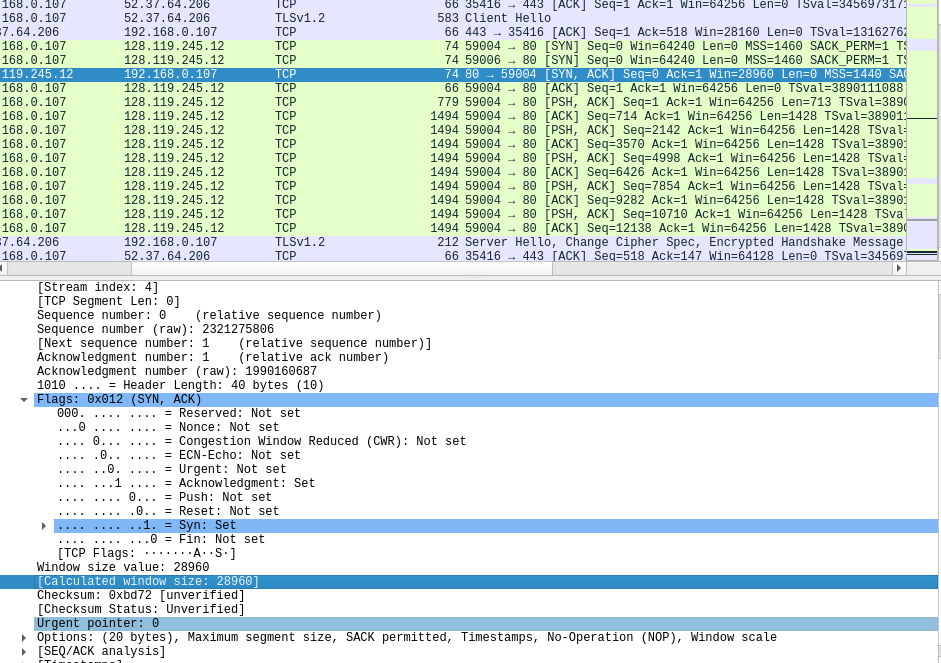 168.0.107 52.37.64.206 TCP 66 35416 → 443 [ACK] Seq=1 Ack=1 Win=64256 Len=0 TSval=345697317
168.0.107 52.37.64.206 TLSv1.2 583 Client Hello
7.64.206 192.168.0.107 TCP 66 443 → 35416 [ACK] Seq=1 Ack=518 Win=28160 Len=0 TSval=13162762
168.0.107 128.119.245.12 TCP 74 59004 → 80 [SYN] Seq=0 Win=64240 Len=0 MSS=1460 SACK_PERM=1 TS
168.0.107 128.119.245.12 TCP 74 59006 → 80 [SYN] Seq=0 Win=64240 Len=0 MSS=1460 SACK_PERM=1 TS
119.245.12 192.168.0.107 TCP 74 80 → 59004 [SYN, ACK] Seq=0 Ack=1 Win=28960 Len=0 MSS=1440 SAC
168.0.107 128.119.245.12 TCP 66 59004 → 80 [ACK] Seq=1 Ack=1 Win=64256 Len=0 TSval=3890111088
168.0.107 128.119.245.12 TCP 779 59004 → 80 [PSH, ACK] Seq=1 Ack=1 Win=64256 Len=713 TSval=3890
168.0.107 128.119.245.12 TCP 1494 59004 → 80 [ACK] Seq=714 Ack=1 Win=64256 Len=1428 TSval=38901
168.0.107 128.119.245.12 TCP 1494 59004 → 80 [PSH, ACK] Seq=2142 Ack=1 Win=64256 Len=1428 TSval=
168.0.107 128.119.245.12 TCP 1494 59004 → 80 [ACK] Seq=3570 Ack=1 Win=64256 Len=1428 TSval=3890
168.0.107 128.119.245.12 TCP 1494 59004 → 80 [PSH, ACK] Seq=4998 Ack=1 Win=64256 Len=1428 TSval=
168.0.107 128.119.245.12 TCP 1494 59004 → 80 [ACK] Seq=6426 Ack=1 Win=64256 Len=1428 TSval=3890
168.0.107 128.119.245.12 TCP 1494 59004 → 80 [PSH, ACK] Seq=7854 Ack=1 Win=64256 Len=1428 TSval=
168.0.107 128.119.245.12 TCP 1494 59004 → 80 [ACK] Seq=9282 Ack=1 Win=64256 Len=1428 TSval=3890
168.0.107 128.119.245.12 TCP 1494 59004 → 80 [PSH, ACK] Seq=10710 Ack=1 Win=64256 Len=1428 TSva
168.0.107 128.119.245.12 TCP 1494 59004 → 80 [ACK] Seq=12138 Ack=1 Win=64256 Len=1428 TSval=389
7.64.206 192.168.0.107 TLSv1.2 212 Server Hello, Change Cipher Spec, Encrypted Handshake Message
168.0.107 52.37.64.206 TCP 66 35416 → 443 [ACK] Seq=518 Ack=147 Win=64128 Len=0 TSval=34569
[Stream index: 4]
[TCP Segment Len: 0]
Sequence number: 0 (relative sequence number)
Sequence number (raw): 2321275806
[Next sequence number: 1 (relative sequence number)]
Acknowledgment number: 1 (relative ack number)
Acknowledgment number (raw): 1990160687
1010 .... = Header Length: 40 bytes (10)
Flags: 0x012 (SYN, ACK)
000. .... .... = Reserved: Not set
...0 .... .... = Nonce: Not set
.... 0... .... = Congestion Window Reduced (CWR): Not set
.... .0.. .... = ECN-Echo: Not set
.... ..0. .... = Urgent: Not set
.... ...1 .... = Acknowledgment: Set
.... .... 0... = Push: Not set
.... .... .0.. = Reset: Not set
.... .... ..1. = Syn: Set
.... .... ...0 = Fin: Not set
[TCP Flags: ·······A··S·]
Window size value: 28960
[Calculated window size: 28960]
Checksum: 0xbd72 [unverified]
[Checksum Status: Unverified]
Urgent pointer: 0
Options: (20 bytes), Maximum segment size, SACK permitted, Timestamps, No-Operation (NOP), Window scale
[SEQ/ACK analysis]
[Timestamps]